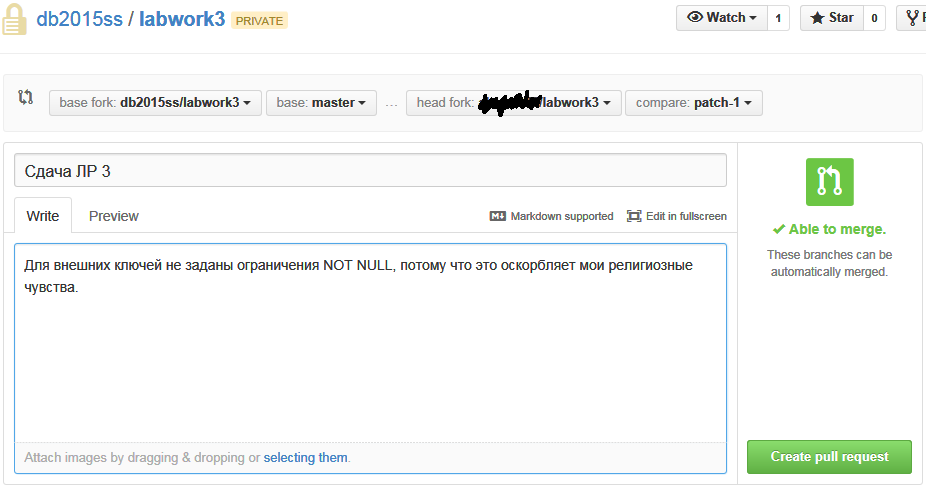 db2015ss / labwork3 PRIVATE
Watch 1 Star 0
base fork: db2015ss/labwork3 base: master ... head fork: /labwork3 compare: patch-1
Сдача ЛР 3
Write Preview Markdown supported Edit in fullscreen
Для внешних ключей не заданы ограничения NOT NULL, потому что это оскорбляет мои религиозные
чувства.
Attach images by dragging & dropping or selecting them.
Able to merge.
These branches can be
automatically merged.
Create pull request